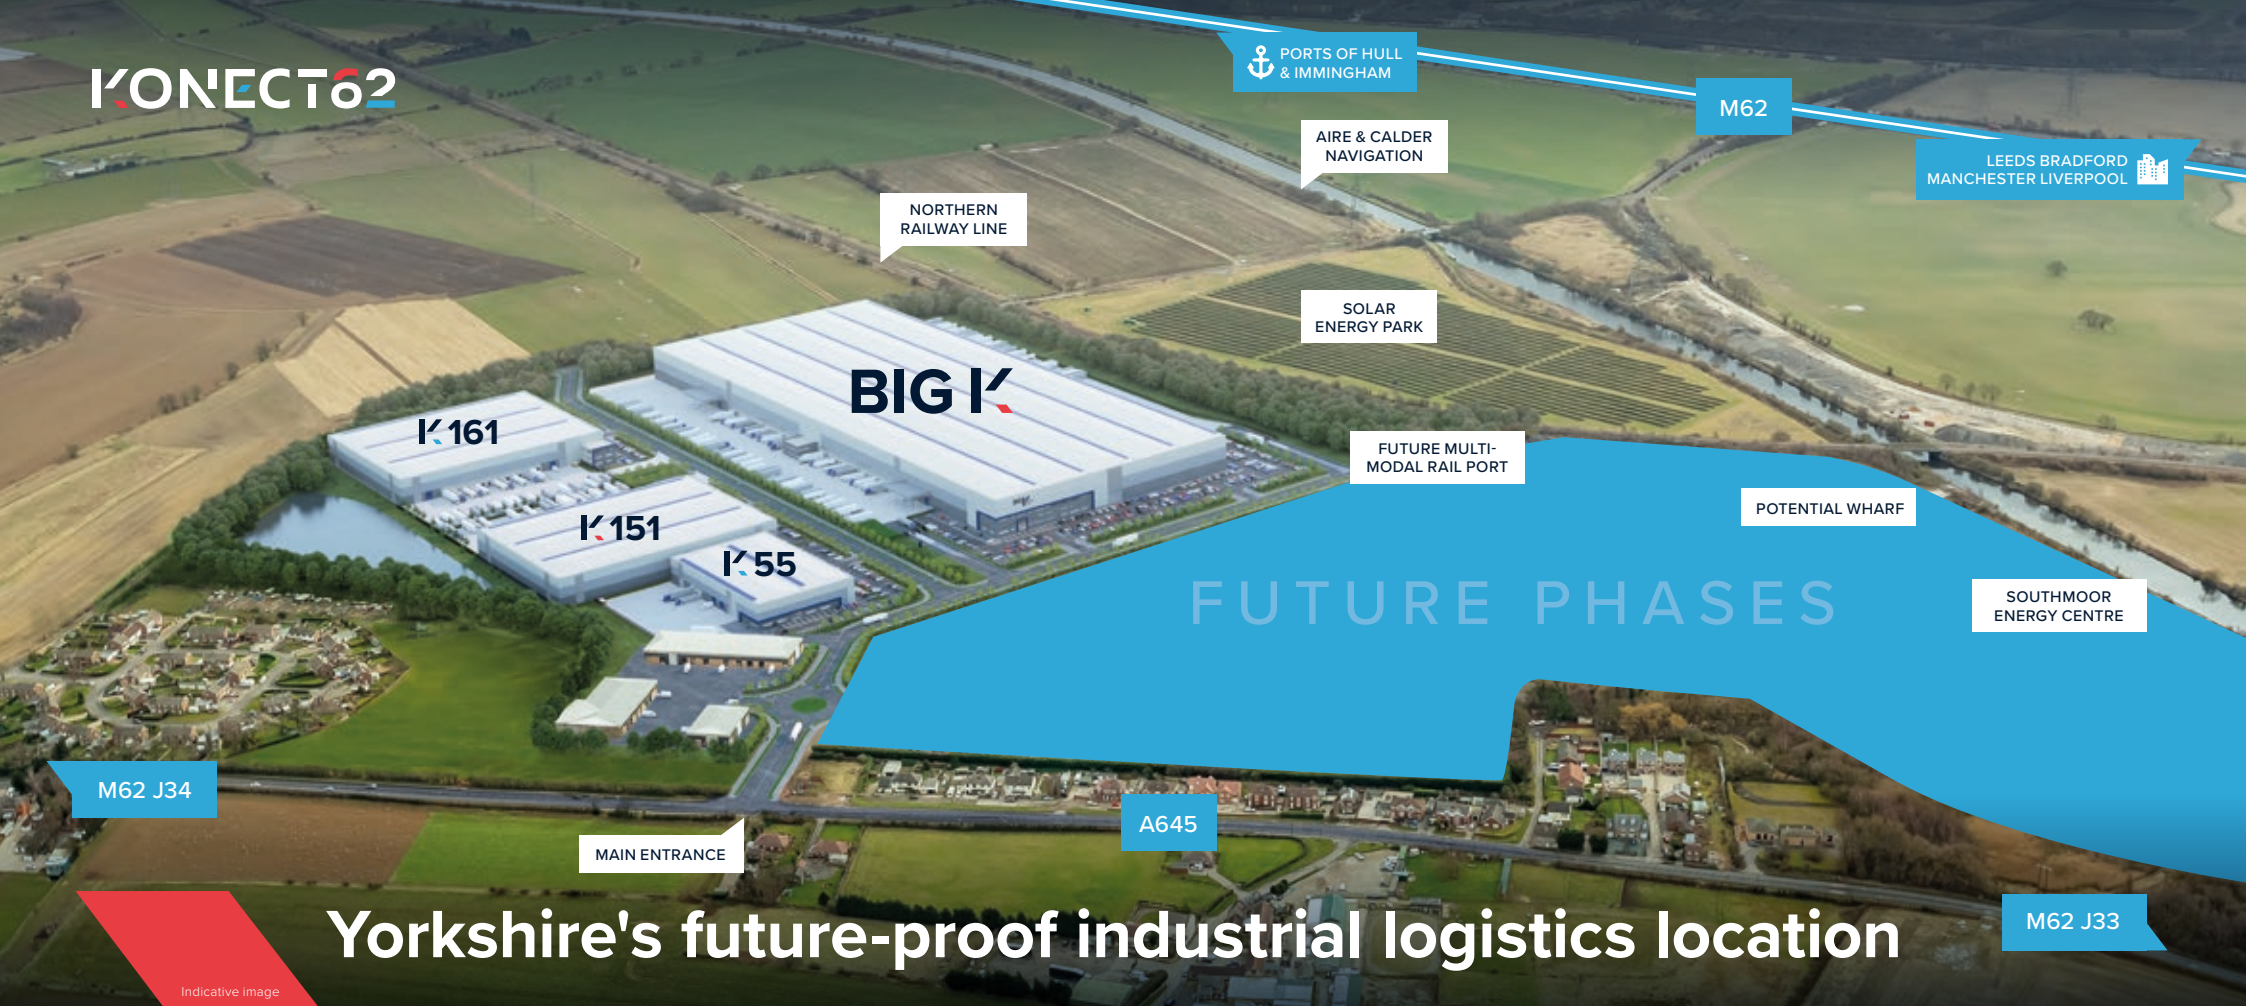 KONECT62
PORTS OF HULL
& IMMINGHAM
M62
AIRE & CALDER
NAVIGATION
LEEDS BRADFORD
MANCHESTER LIVERPOOL
NORTHERN
RAILWAY LINE
SOLAR
ENERGY PARK
BIG K
K161
FUTURE MULTI-
MODAL RAIL PORT
POTENTIAL WHARF
K151
K55
FUTURE PHASES
SOUTHMOOR
ENERGY CENTRE
M62 J34
A645
MAIN ENTRANCE
M62 J33
Yorkshire's future-proof industrial logistics location
Indicative image